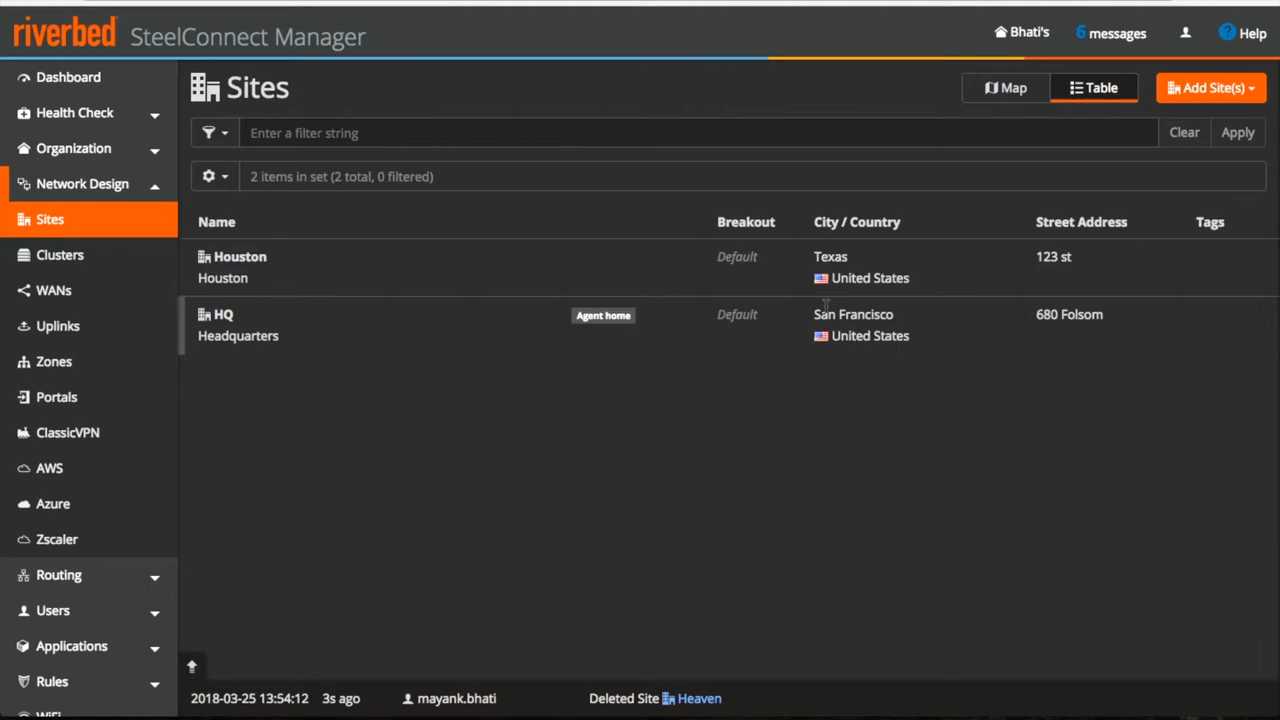 riverbed SteelConnect Manager
Bhati's 6 messages Help
Dashboard
Health Check
Organization
Network Design
Sites
Clusters
WANs
Uplinks
Zones
Portals
ClassicVPN
AWS
Azure
Zscaler
Routing
Users
Applications
Rules
WiFi
Sites
Map Table Add Site(s)
Enter a filter string Clear Apply
2 items in set (2 total, 0 filtered)
Name Breakout City / Country Street Address Tags
Houston Default Texas 123 st
Houston United States
HQ Agent home Default San Francisco 680 Folsom
Headquarters United States
2018-03-25 13:54:12 3s ago mayank.bhati Deleted Site Heaven